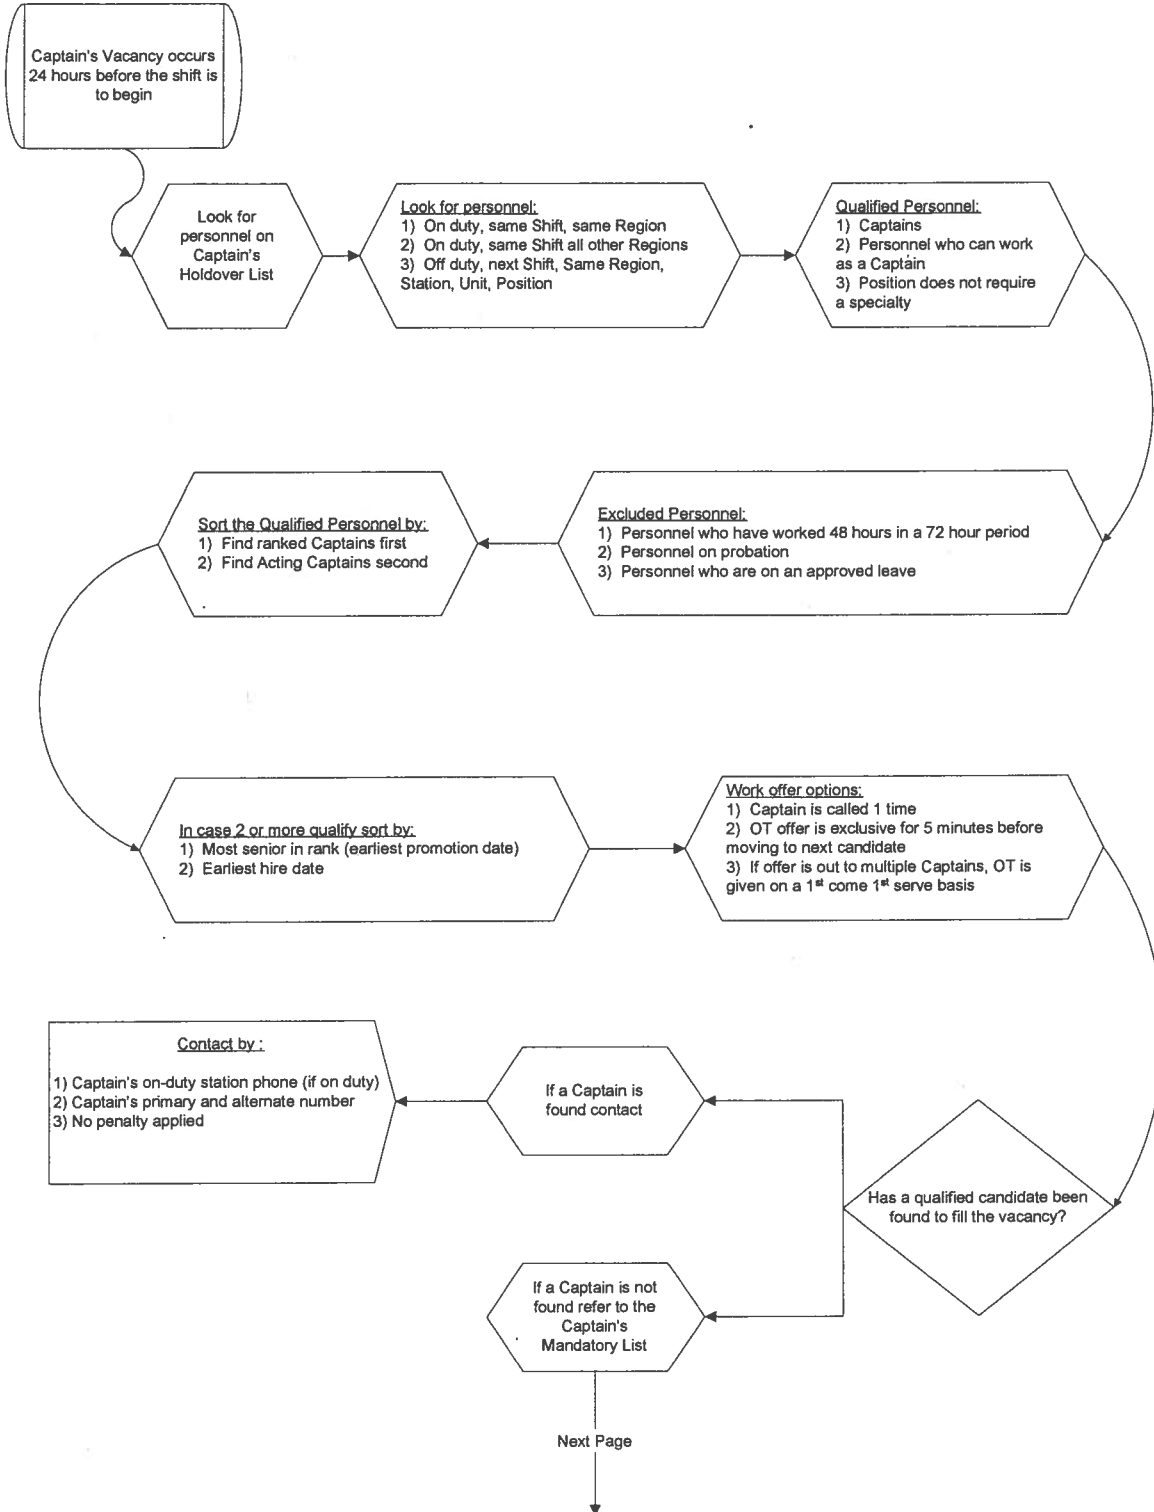 Captain's Vacancy occurs
24 hours before the shift is
to begin
Look for
personnel on
Captain's
Holdover List
Look for personnel:
1) On duty, same Shift, same Region
2) On duty, same Shift all other Regions
3) Off duty, next Shift, Same Region,
Station, Unit, Position
Qualified Personnel:
1) Captains
2) Personnel who can work
as a Captain
3) Position does not require
a specialty
Excluded Personnel:
1) Personnel who have worked 48 hours in a 72 hour period
2) Personnel on probation
3) Personnel who are on an approved leave
Sort the Qualified Personnel by:
1) Find ranked Captains first
2) Find Acting Captains second
In case 2 or more qualify sort by:
1) Most senior in rank (earliest promotion date)
2) Earliest hire date
Work offer options:
1) Captain is called 1 time
2) OT offer is exclusive for 5 minutes before
moving to next candidate
3) If offer is out to multiple Captains, OT is
given on a 1st come 1st serve basis
Has a qualified candidate been
found to fill the vacancy?
If a Captain is
found contact
Contact by :
1) Captain's on-duty station phone (if on duty)
2) Captain's primary and alternate number
3) No penalty applied
If a Captain is not
found refer to the
Captain's
Mandatory List
Next Page